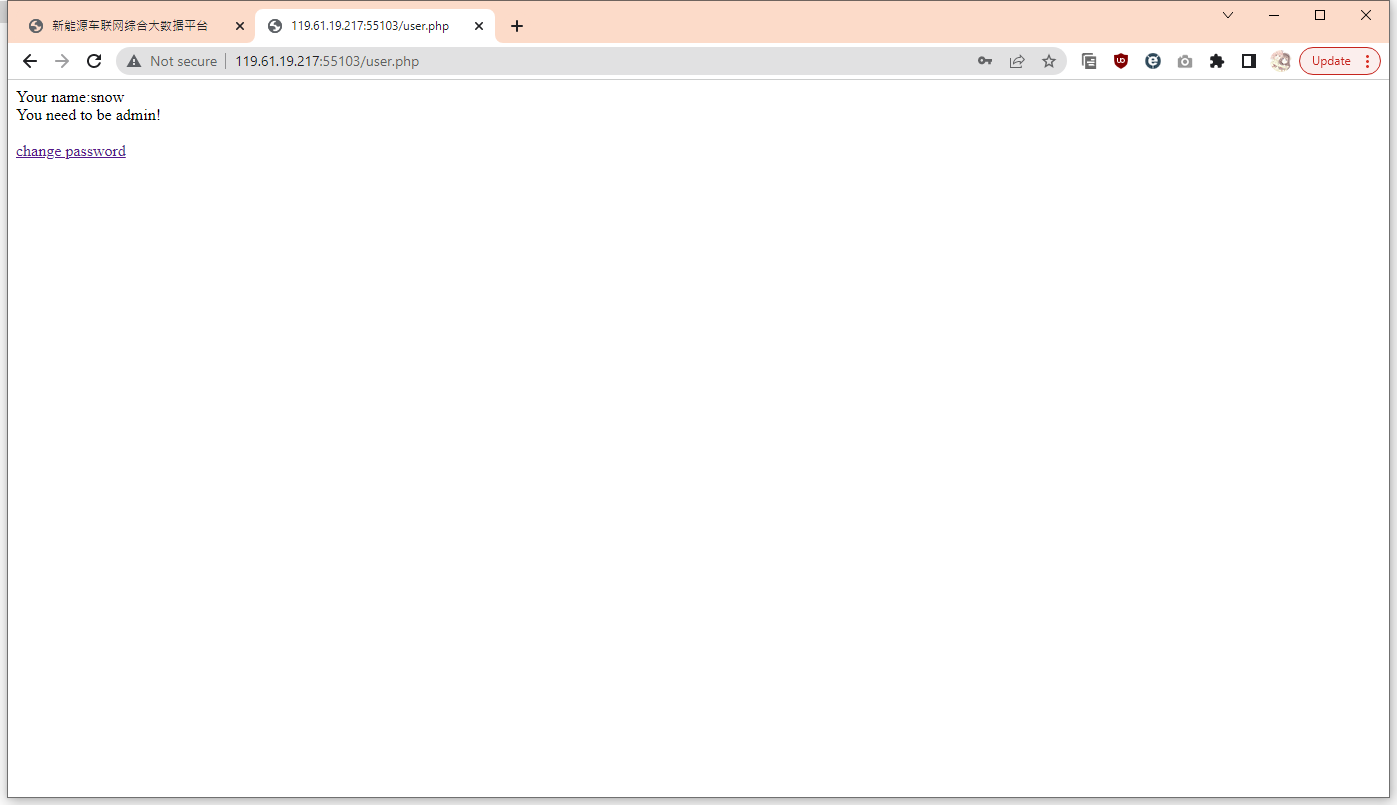 新能源车联网综合大数据平台
119.61.19.217:55103/user.php
Not secure
119.61.19.217:55103/user.php
Update
Your name:snow
You need to be admin!
change password